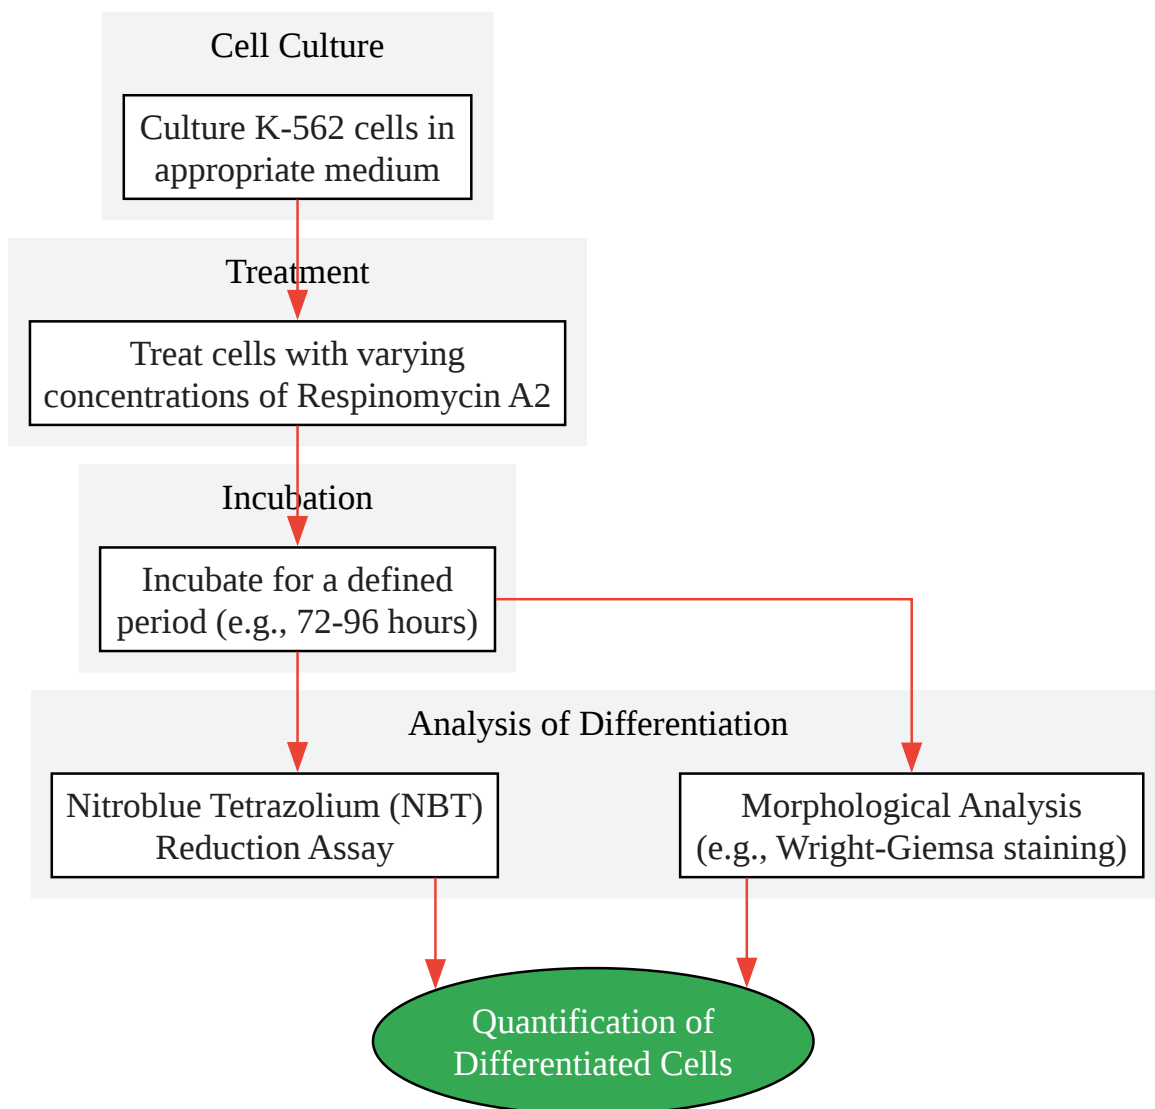 Cell Culture
Culture K-562 cells in
appropriate medium
Treatment
Treat cells with varying
concentrations of Respinomycin A2
Incubation
Incubate for a defined
period (e.g., 72-96 hours)
Analysis of Differentiation
Nitroblue Tetrazolium (NBT)
Reduction Assay
Morphological Analysis
(e.g., Wright-Giemsa staining)
Quantification of
Differentiated Cells